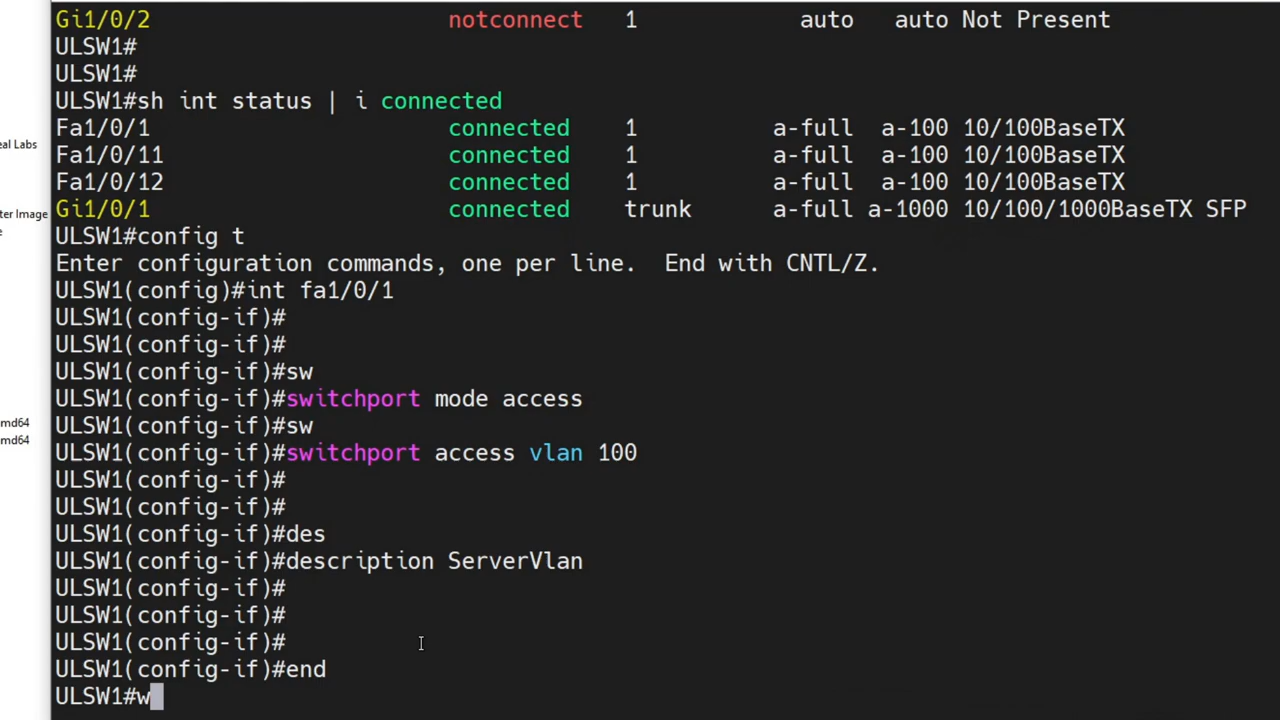 Gi1/0/2 notconnect 1 auto auto Not Present
ULSW1#
ULSW1#
ULSW1#sh int status | i connected
Fa1/0/1 connected 1 a-full a-100 10/100BaseTX
eal Labs
Fa1/0/11 connected 1 a-full a-100 10/100BaseTX
Fa1/0/12 connected 1 a-full a-100 10/100BaseTX
Gi1/0/1 connected trunk a-full a-1000 10/100/1000BaseTX SFP
ter Image
e
ULSW1#config t
Enter configuration commands, one per line. End with CNTL/Z.
ULSW1(config)#int fa1/0/1
ULSW1(config-if)#
ULSW1(config-if)#
ULSW1(config-if)#sw
ULSW1(config-if)#switchport mode access
md64
ULSW1(config-if)#sw
md64
ULSW1(config-if)#switchport access vlan 100
ULSW1(config-if)#
ULSW1(config-if)#
ULSW1(config-if)#des
ULSW1(config-if)#description ServerVlan
ULSW1(config-if)#
ULSW1(config-if)#
ULSW1(config-if)#
ULSW1(config-if)#end
ULSW1#w